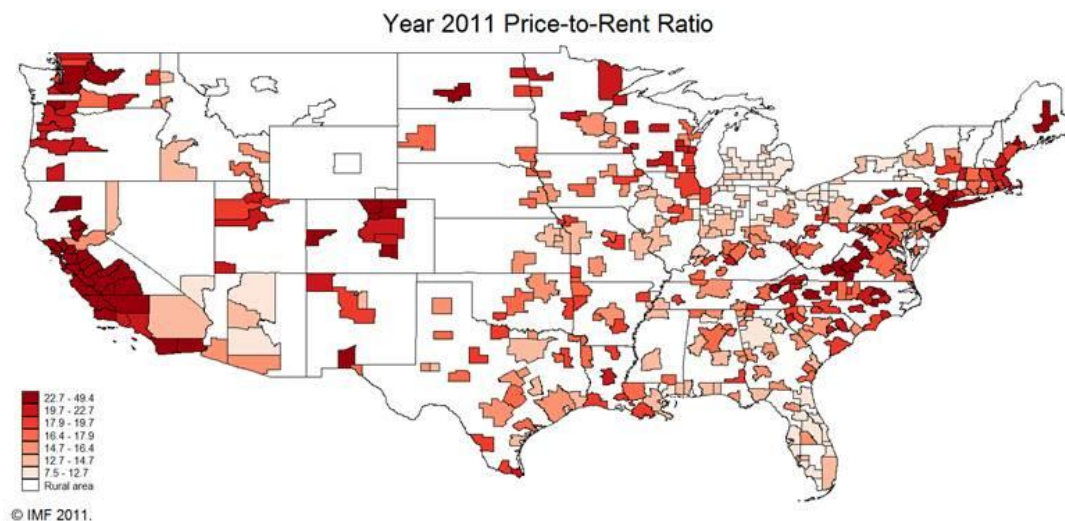 Year 2011 Price-to-Rent Ratio
22.7 - 49.4
19.7 - 22.7
17.9 - 19.7
16.4 - 17.9
14.7 - 16.4
12.7 - 14.7
7.5 - 12.7
Rural area
© IMF 2011.